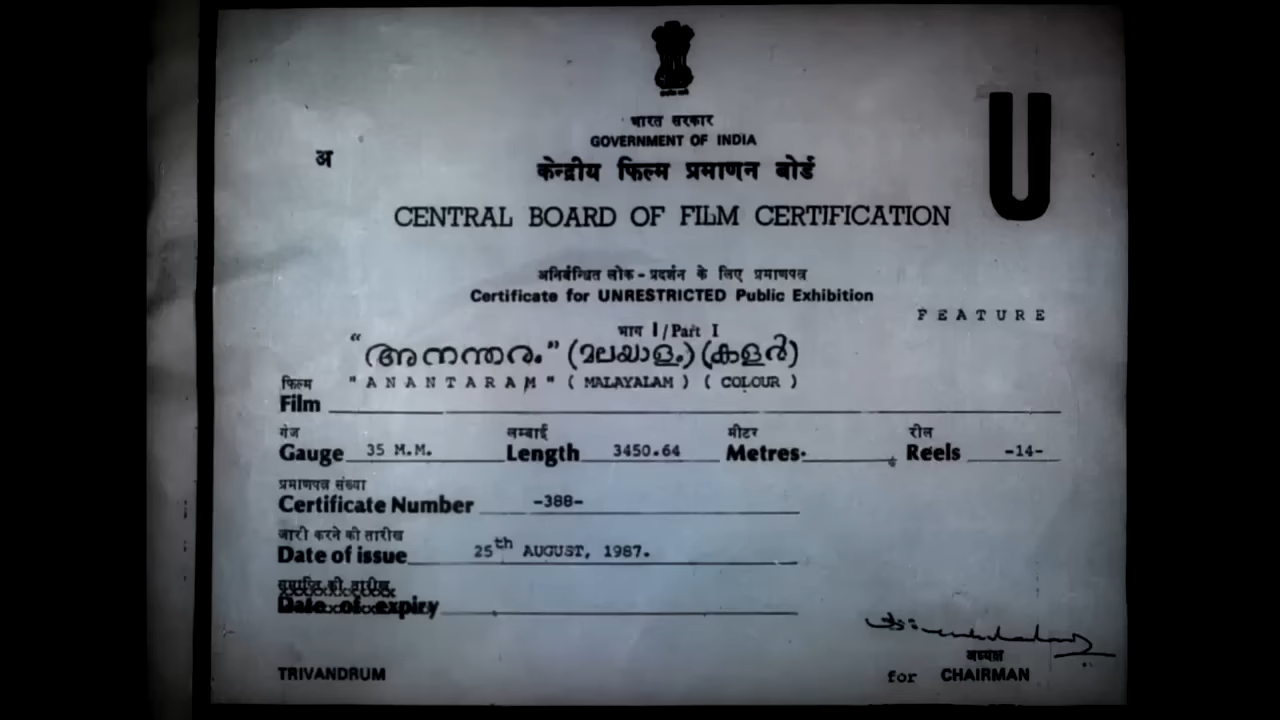 भारत सरकार
GOVERNMENT OF INDIA
अ
U
केन्द्रीय फिल्म प्रमाणन बोर्ड
CENTRAL BOARD OF FILM CERTIFICATION
अनिर्बन्धित लोक - प्रदर्शन के लिए प्रमाणपत्र
Certificate for UNRESTRICTED Public Exhibition
FEATURE
भाग I/Part I
"അനന്തരം" (മലയാളം) (കളർ)
"ANANTARAM" (MALAYALAM) (COLOUR)
फिल्म
Film
गेज लम्बाई मीटर रील
Gauge 35 M.M. Length 3450.64 Metres. Reels -14-
प्रमाणपत्र संख्या
Certificate Number -388-
जारी करने की तारीख
Date of issue 25th AUGUST, 1987.
समाप्ति की तारीख
Date of expiry
अध्यक्ष
TRIVANDRUM for CHAIRMAN